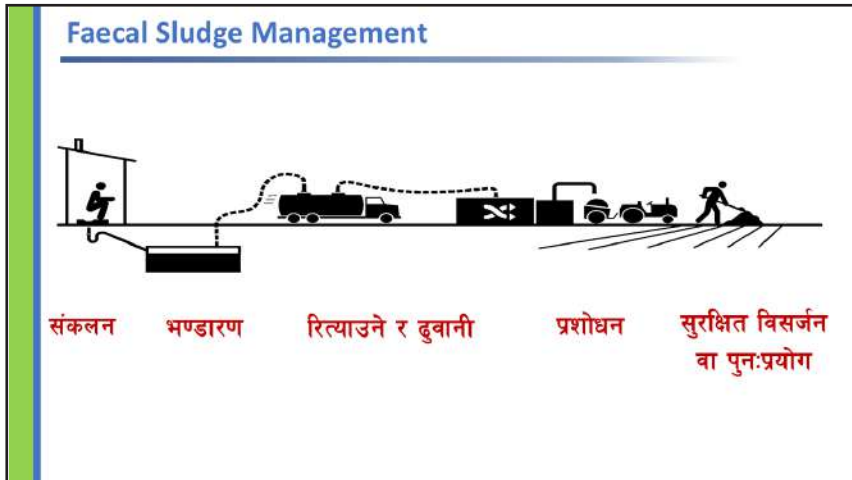 Faecal Sludge Management
संकलन भण्डारण रित्याउने र ढुवानी प्रशोधन सुरक्षित विसर्जन
वा पुनःप्रयोग